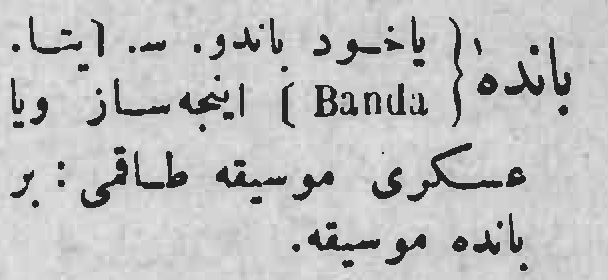 بانده { یاخود باندو. س. [ ایتا.
Banda ] اینجه ساز ویا
عسکری موسیقه طاقمی : بر
بانده موسیقه.